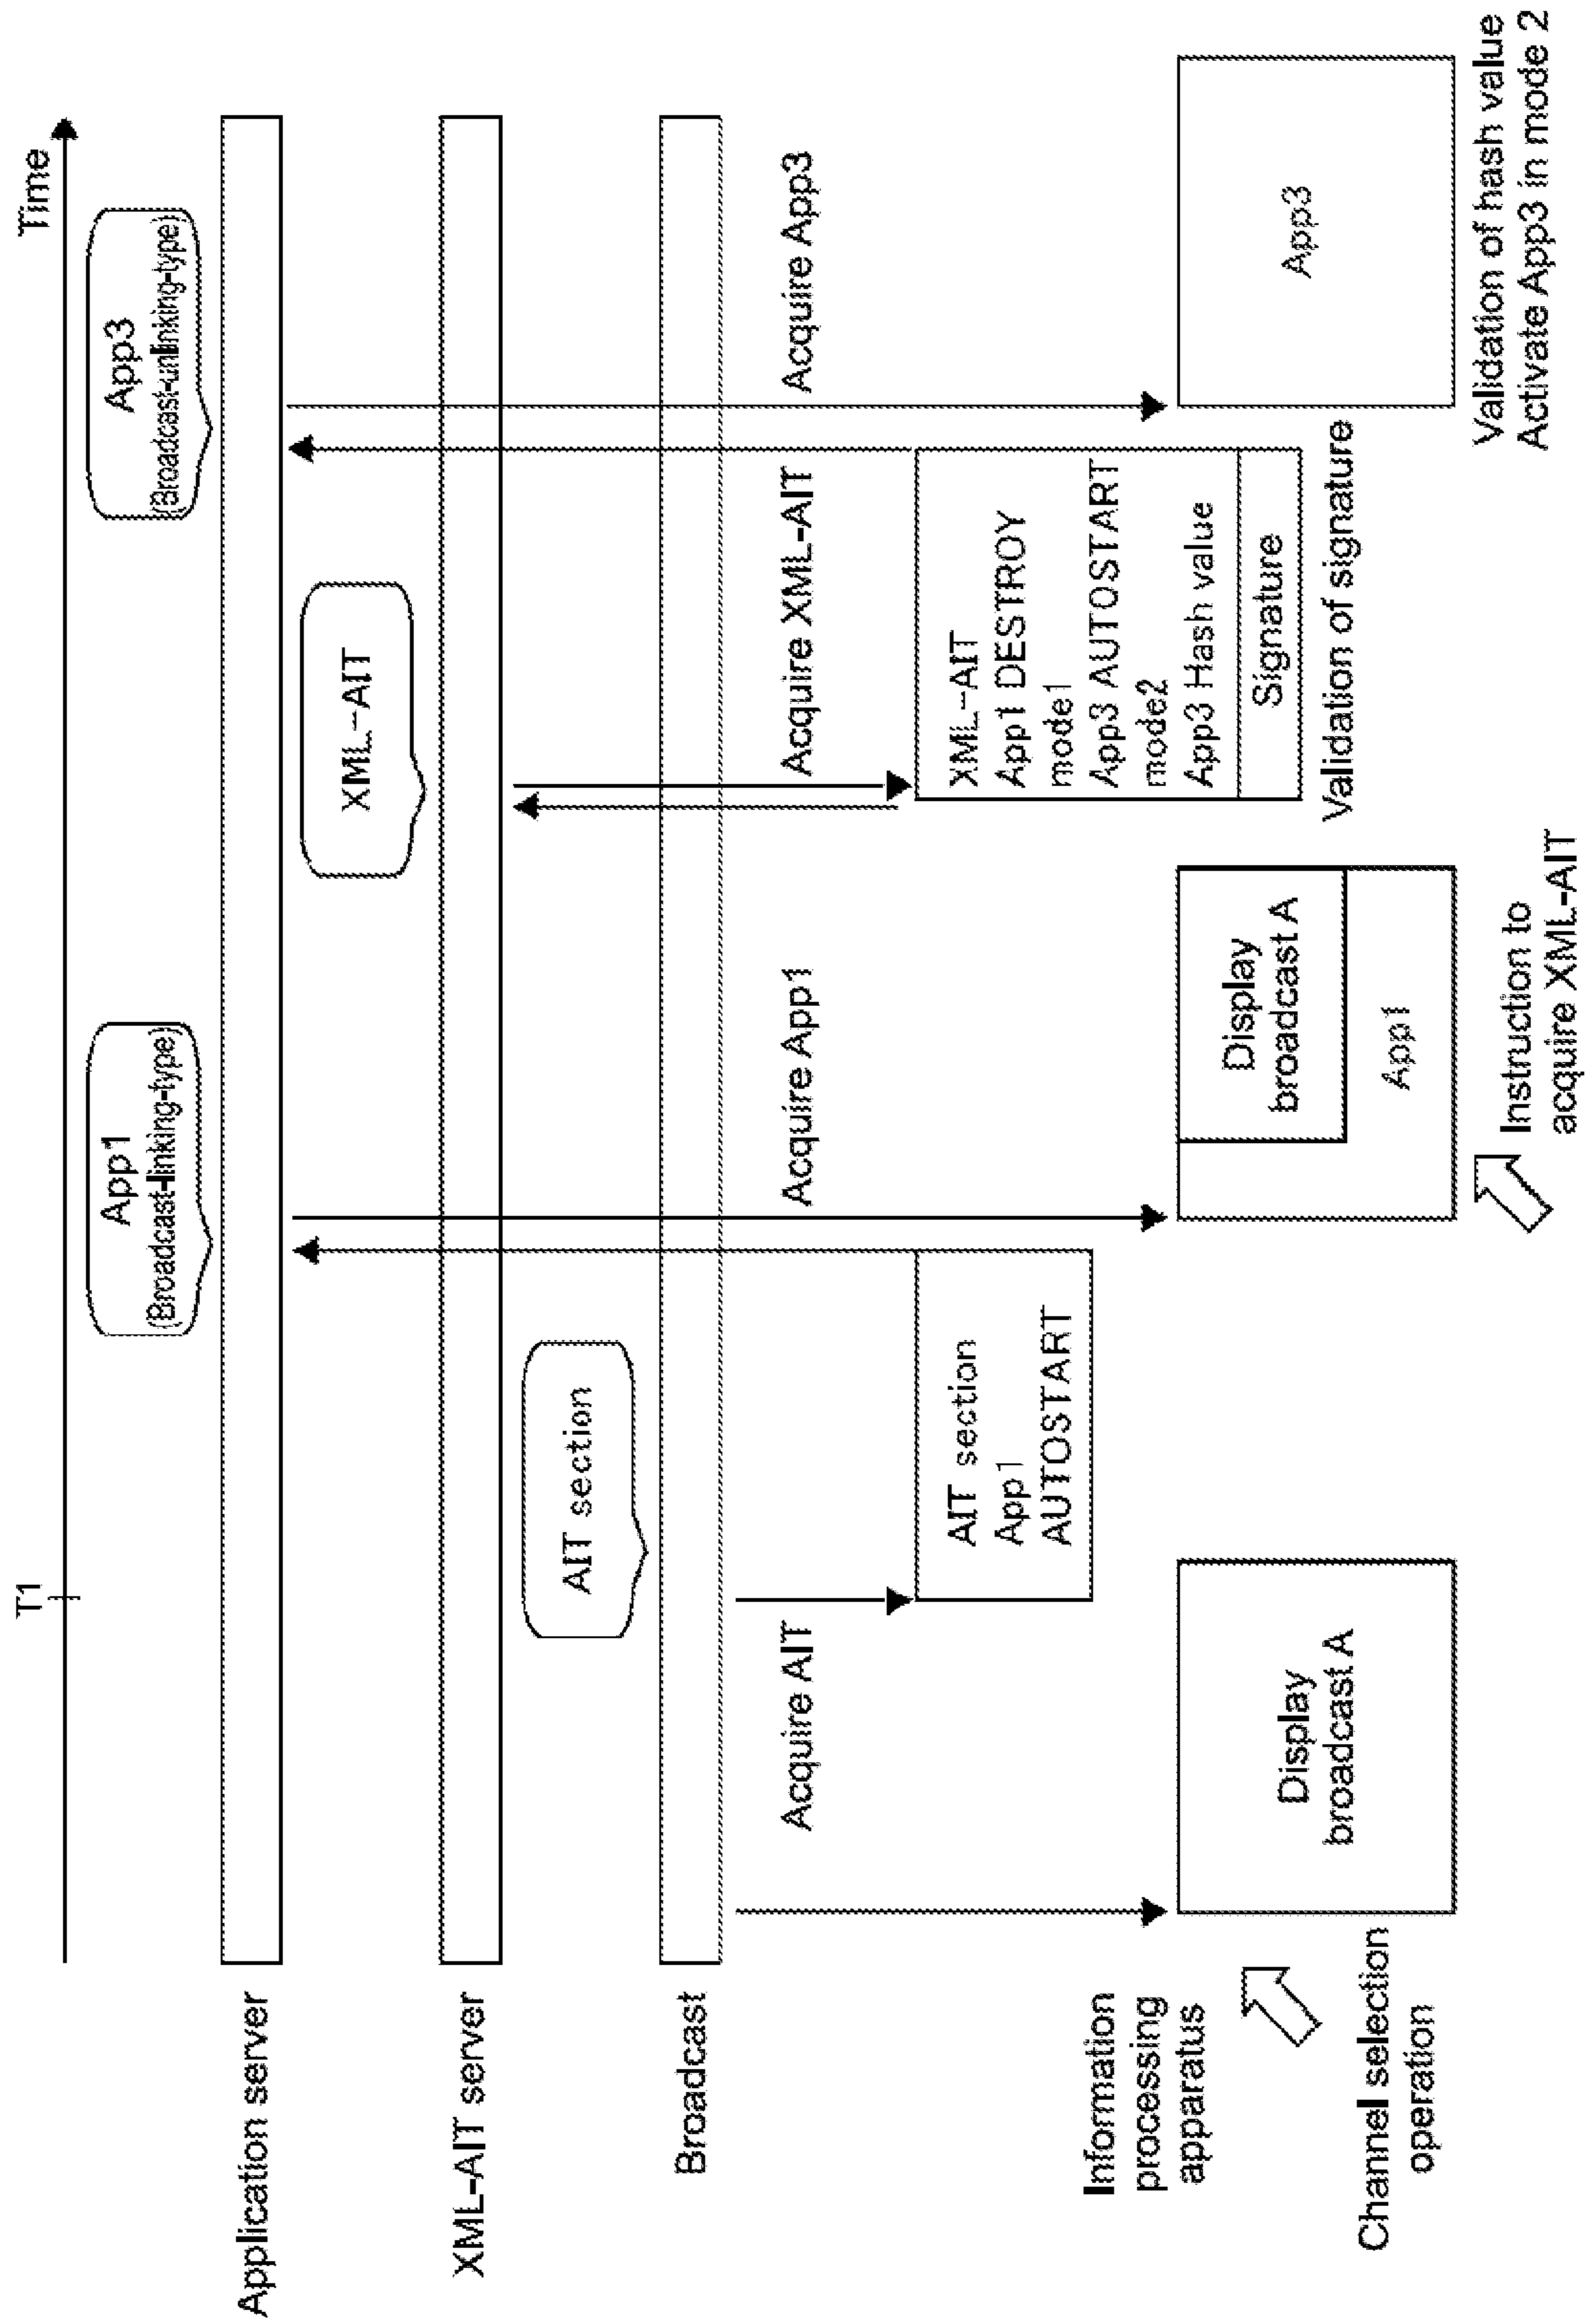 Time
T1
App1
(Broadcast-linking-type)
App3
(Broadcast-unlinking-type)
Application server
XML-AIT
XML-AIT server
AIT section
Broadcast
Acquire AIT
Acquire App1
Acquire XML-AIT
Acquire App3
AIT section
App1
AUTOSTART
XML-AIT
App1 DESTROY
mode1
App3 AUTOSTART
mode2
App3 Hash value
Signature
Validation of signature
Information
processing
apparatus
Display
broadcast A
Display
broadcast A
App1
App3
Channel selection
operation
Instruction to
acquire XML-AIT
Validation of hash value
Activate App3 in mode 2